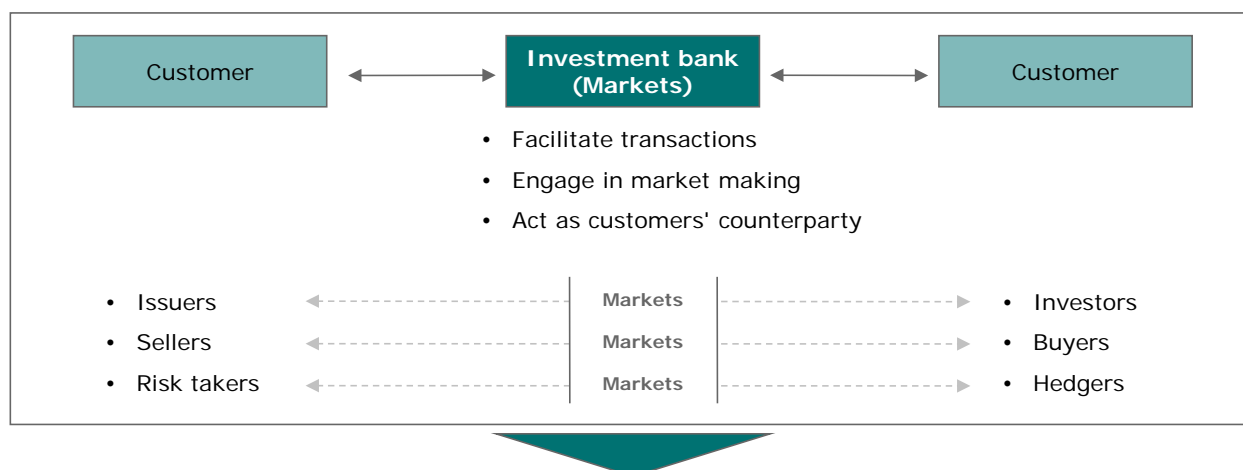 Customer
Investment bank
(Markets)
Customer
• Facilitate transactions
• Engage in market making
• Act as customers' counterparty
• Issuers
Markets
• Investors
• Sellers
Markets
• Buyers
• Risk takers
Markets
• Hedgers